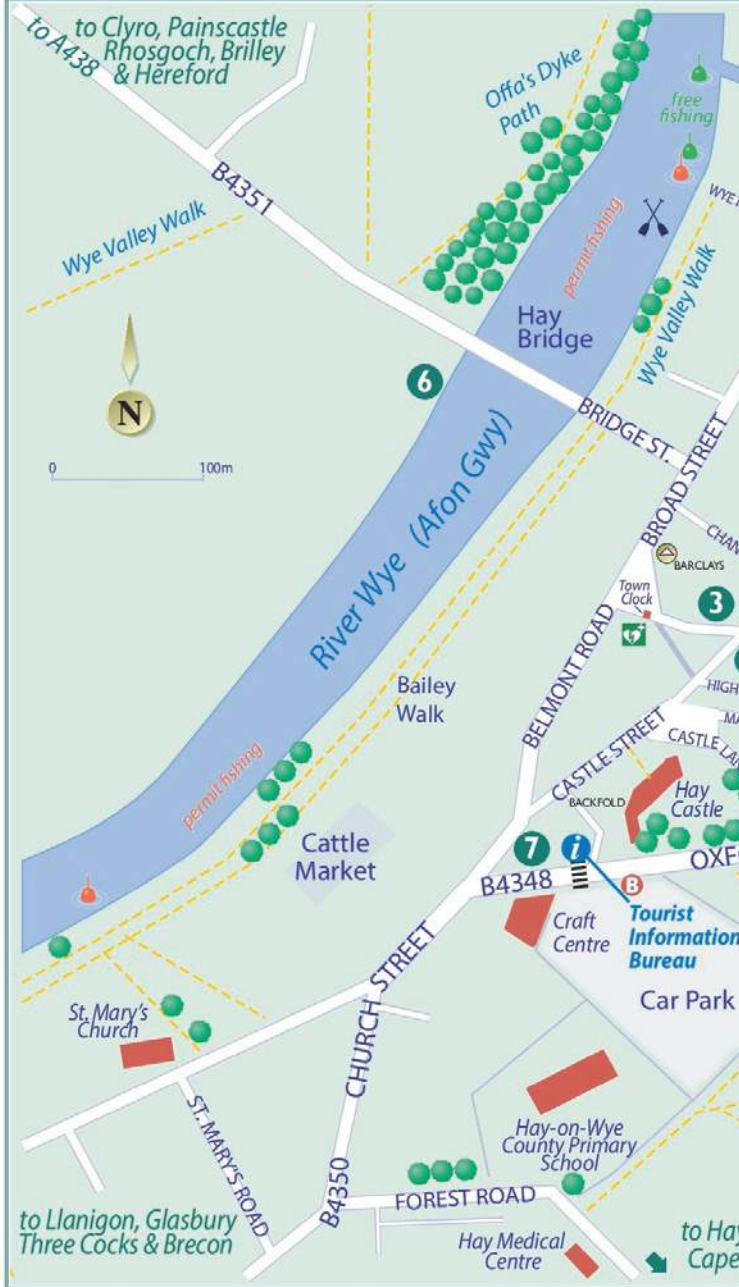 to Clyro, Painscastle
Rhosgoch, Brilley
& Hereford
to A438
Offa's Dyke
Path
free
fishing
B4351
permit fishing
Wye Valley Walk
Wye Valley Walk
Hay
Bridge
6
N
0 100m
BRIDGE ST.
BROAD STREET
River Wye (Afon Gwy)
BARCLAYS
Town
Clock
3
BELMONT ROAD
Bailey
Walk
CASTLE STREET
permit fishing
BACKFOLD
Hay
Castle
Cattle
Market
7
i
B4348
B
Craft
Centre
Tourist
Information
Bureau
Car Park
CHURCH STREET
St. Mary's
Church
ST. MARY'S ROAD
Hay-on-Wye
County Primary
School
B4350
FOREST ROAD
to Llanigon, Glasbury
Three Cocks & Brecon
Hay Medical
Centre
to Hay